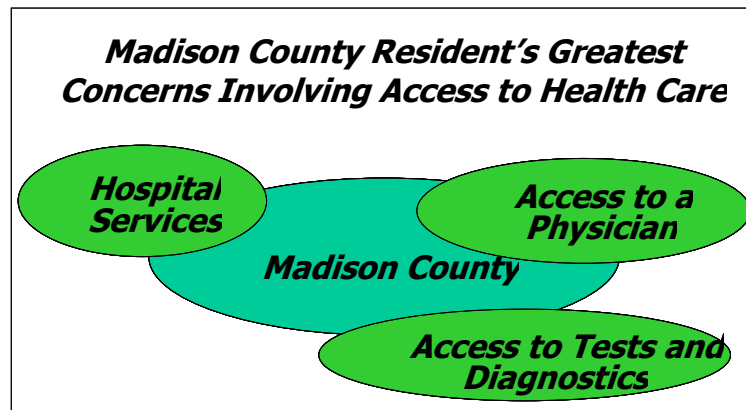 Madison County Resident’s Greatest
Concerns Involving Access to Health Care
Hospital
Services
Access to a
Physician
Madison County
Access to Tests and
Diagnostics